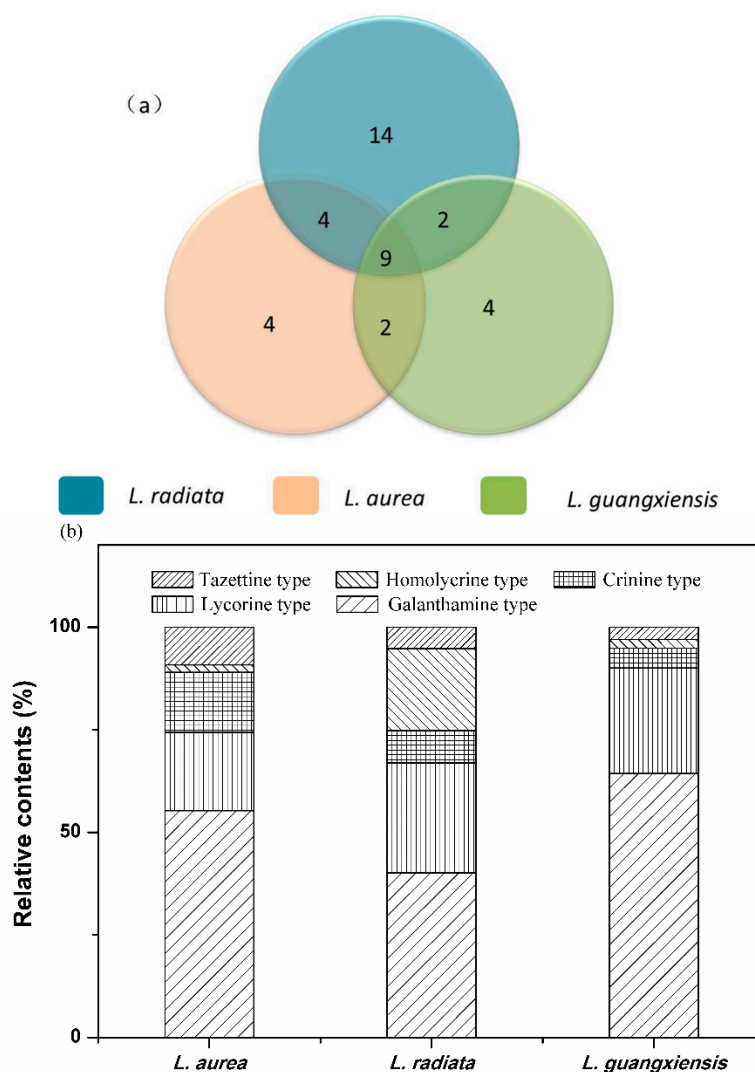 （a）
14
4
2
9
4
2
4
L. radiata
L. aurea
L. guangxiensis
(b)
Tazettine type
Homolycrine type
Crinine type
Lycorine type
Galanthamine type
100
50
0
Relative contents (%)
L. aurea
L. radiata
L. guangxiensis